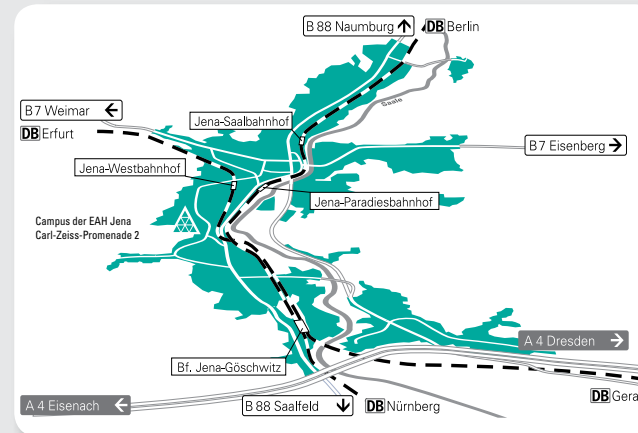 B 88 Naumburg ↑
DB Berlin
Saale
B 7 Weimar ←
DB Erfurt
Jena-Saalbahnhof
B 7 Eisenberg →
Jena-Westbahnhof
Jena-Paradiesbahnhof
Campus der EAH Jena
Carl-Zeiss-Promenade 2
A 4 Dresden →
Bf. Jena-Göschwitz
DB Gera
A 4 Eisenach ←
B 88 Saalfeld ↓
DB Nürnberg